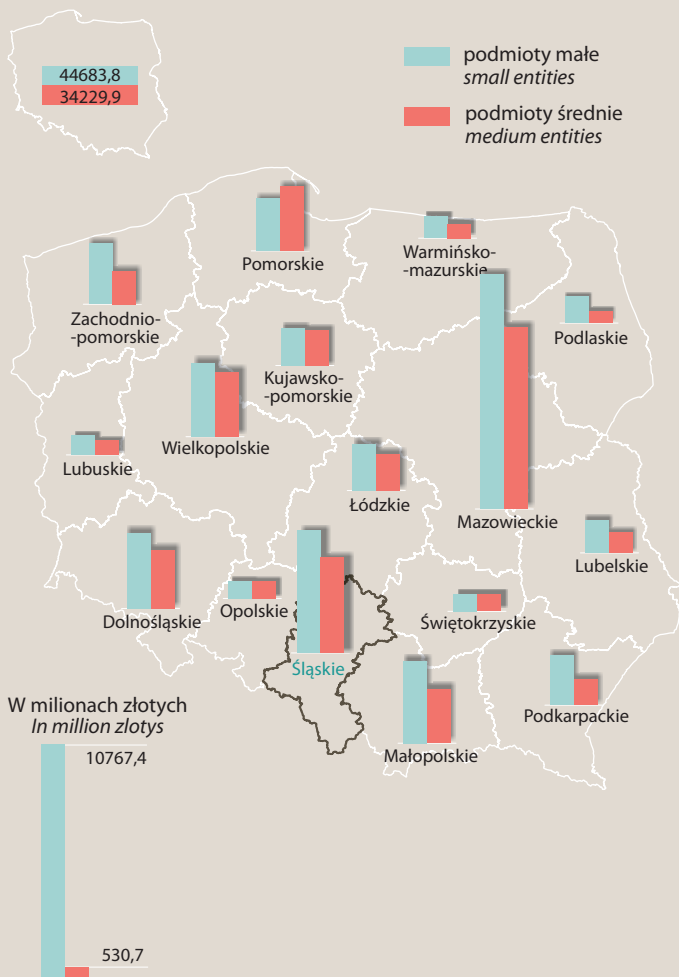 44683,8
34229,9
podmioty małe
small entities
podmioty średnie
medium entities
Pomorskie
Warmińsko-
-mazurskie
Zachodnio-
-pomorskie
Podlaskie
Kujawsko-
-pomorskie
Wielkopolskie
Lubuskie
Łódzkie
Mazowieckie
Lubelskie
Dolnośląskie
Opolskie
Świętokrzyskie
Śląskie
Podkarpackie
Małopolskie
W milionach złotych
In million zlotys
10767,4
530,7